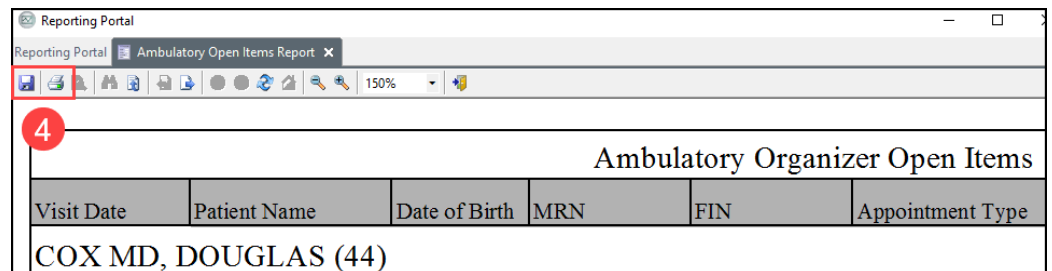 Reporting Portal
Reporting Portal Ambulatory Open Items Report
150%
4
Ambulatory Organizer Open Items
Visit Date Patient Name Date of Birth MRN FIN Appointment Type
COX MD, DOUGLAS (44)